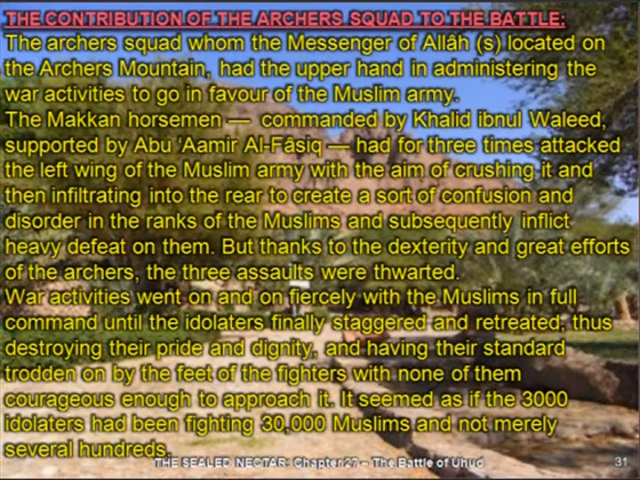 THE CONTRIBUTION OF THE ARCHERS SQUAD TO THE BATTLE:
The archers squad whom the Messenger of Allâh (s) located on
the Archers Mountain, had the upper hand in administering the
war activities to go in favour of the Muslim army.
The Makkan horsemen — commanded by Khalid ibnul Waleed,
supported by Abu ‘Aamir Al-Fâsiq — had for three times attacked
the left wing of the Muslim army with the aim of crushing it and
then infiltrating into the rear to create a sort of confusion and
disorder in the ranks of the Muslims and subsequently inflict
heavy defeat on them. But thanks to the dexterity and great efforts
of the archers, the three assaults were thwarted.
War activities went on and on fiercely with the Muslims in full
command until the idolaters finally staggered and retreated, thus
destroying their pride and dignity, and having their standard
trodden on by the feet of the fighters with none of them
courageous enough to approach it. It seemed as if the 3000
idolaters had been fighting 30,000 Muslims and not merely
several hundreds.
THE SEALED NECTAR: Chapter 27 – The Battle of Uhud
31